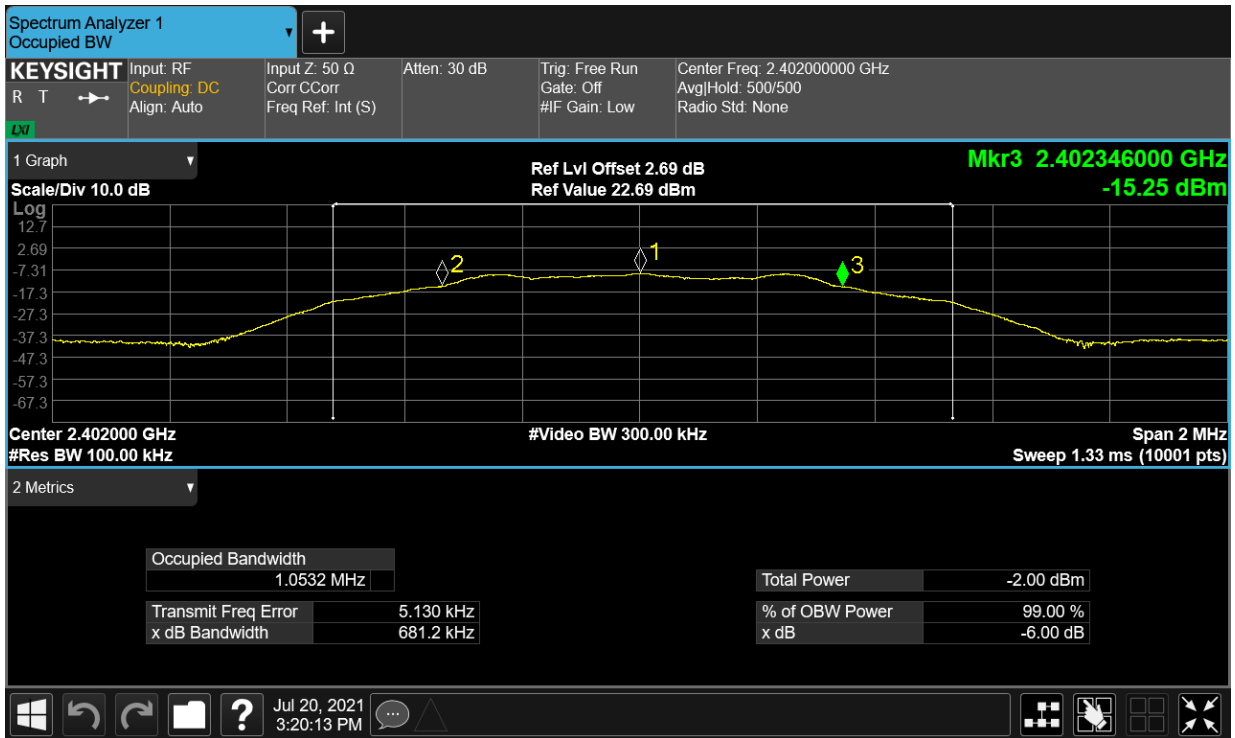 Spectrum Analyzer 1
Occupied BW
KEYSIGHT
R T
LXI
Input: RF
Coupling: DC
Align: Auto
Input Z: 50 Ω
Corr CCorr
Freq Ref: Int (S)
Atten: 30 dB
Trig: Free Run
Gate: Off
#IF Gain: Low
Center Freq: 2.402000000 GHz
Avg|Hold: 500/500
Radio Std: None
1 Graph
Scale/Div 10.0 dB
Ref Lvl Offset 2.69 dB
Ref Value 22.69 dBm
Mkr3 2.402346000 GHz
-15.25 dBm
Log
12.7
2.69
-7.31
-17.3
-27.3
-37.3
-47.3
-57.3
-67.3
2
1
3
Center 2.402000 GHz
#Video BW 300.00 kHz
Span 2 MHz
#Res BW 100.00 kHz
Sweep 1.33 ms (10001 pts)
2 Metrics
Occupied Bandwidth
1.0532 MHz
Transmit Freq Error 5.130 kHz
x dB Bandwidth 681.2 kHz
Total Power -2.00 dBm
% of OBW Power 99.00 %
x dB -6.00 dB
?
Jul 20, 2021
3:20:13 PM